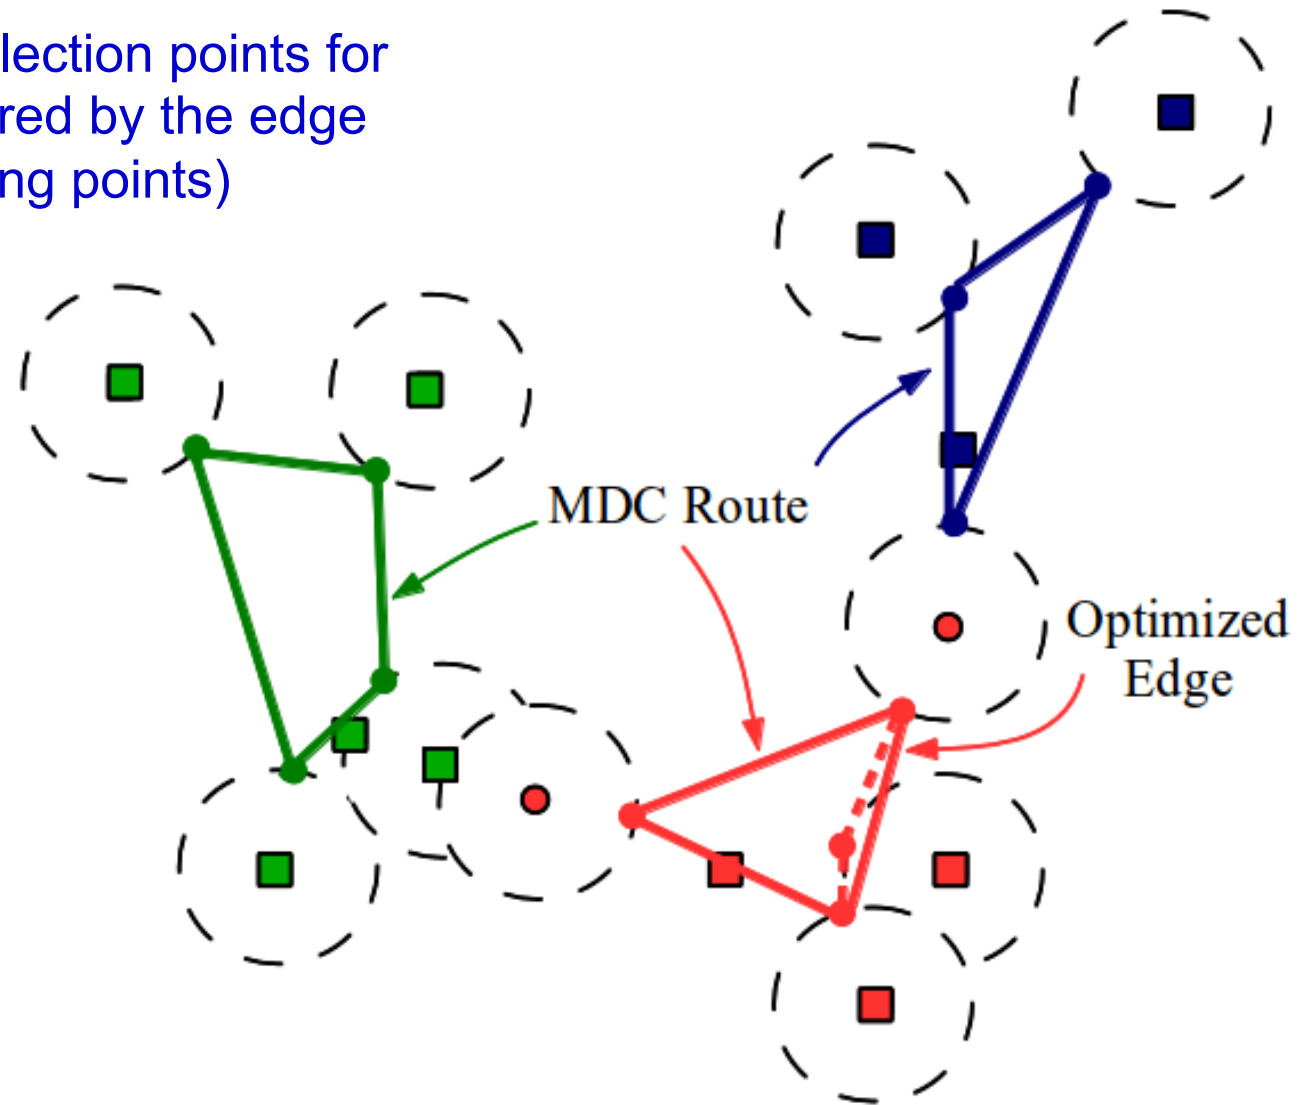 lection points for
red by the edge
ng points)
MDC Route
Optimized
Edge